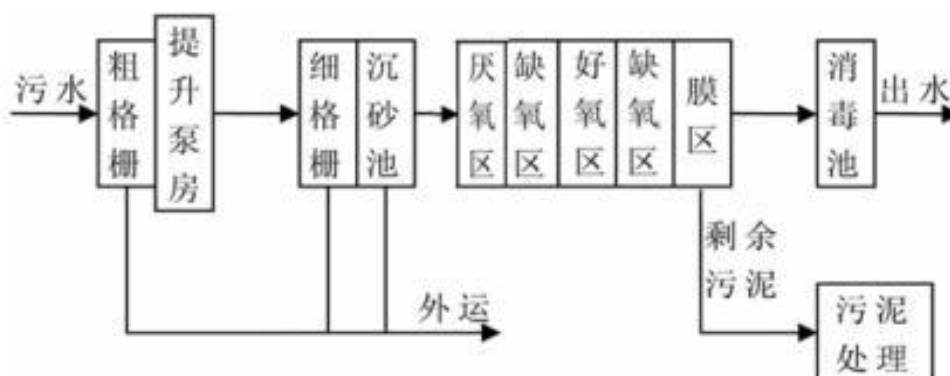 污水
粗格栅
提升泵房
细格栅
沉砂池
厌氧区
缺氧区
好氧区
缺氧区
膜区
消毒池
出水
剩余
污泥
外运
污泥
处理